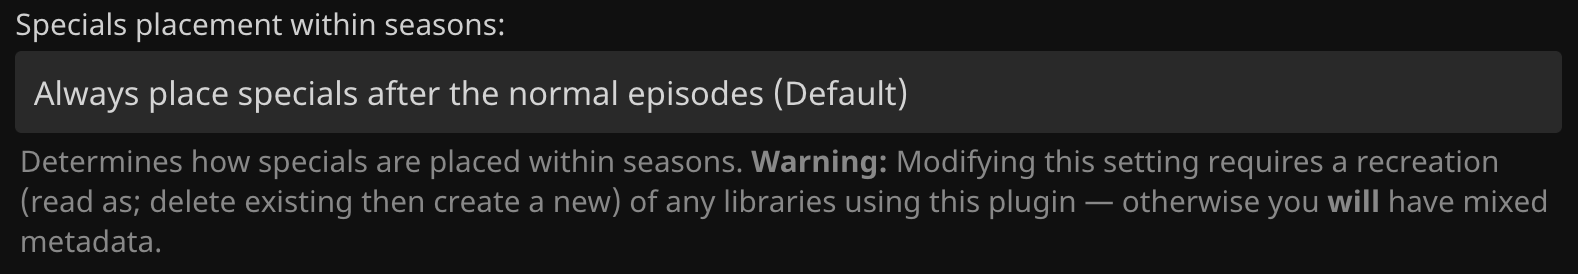 Specials placement within seasons:
Always place specials after the normal episodes (Default)
Determines how specials are placed within seasons. Warning: Modifying this setting requires a recreation
(read as; delete existing then create a new) of any libraries using this plugin — otherwise you will have mixed
metadata.